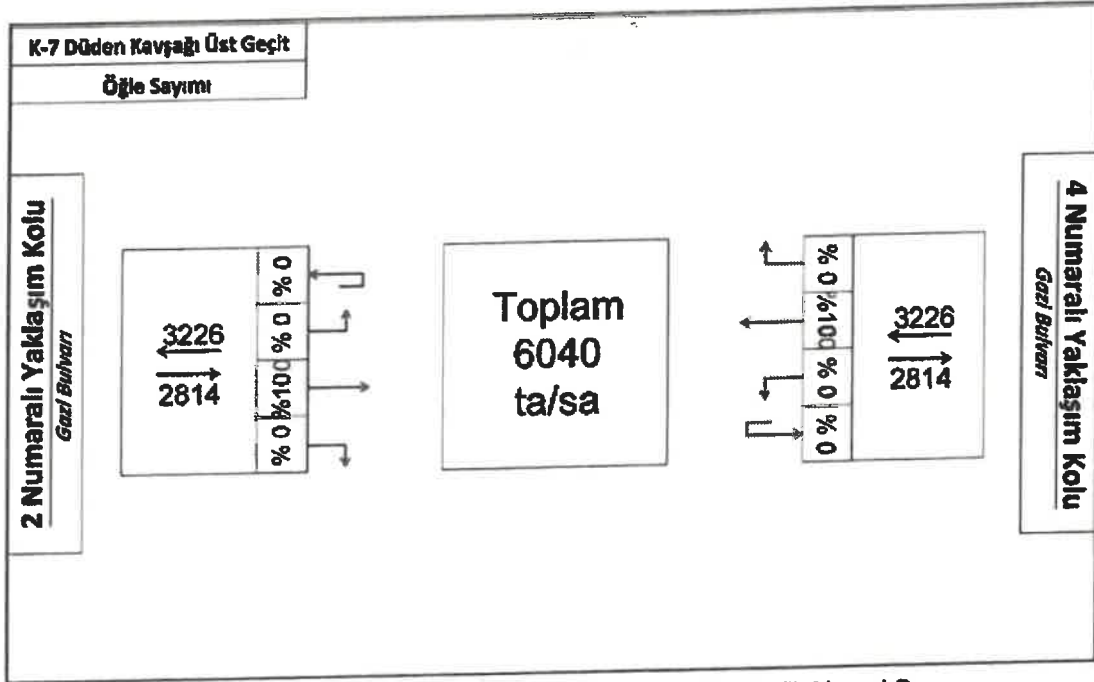 K-7 Düden Kavşağı Üst Geçit
Öğle Sayımı
2 Numaralı Yaklaşım Kolu
Gazi Bulvarı
3226
2814
% 0
% 0
%100
% 0
Toplam
6040
ta/sa
% 0
%100
% 0
% 0
3226
2814
4 Numaralı Yaklaşım Kolu
Gazi Bulvarı